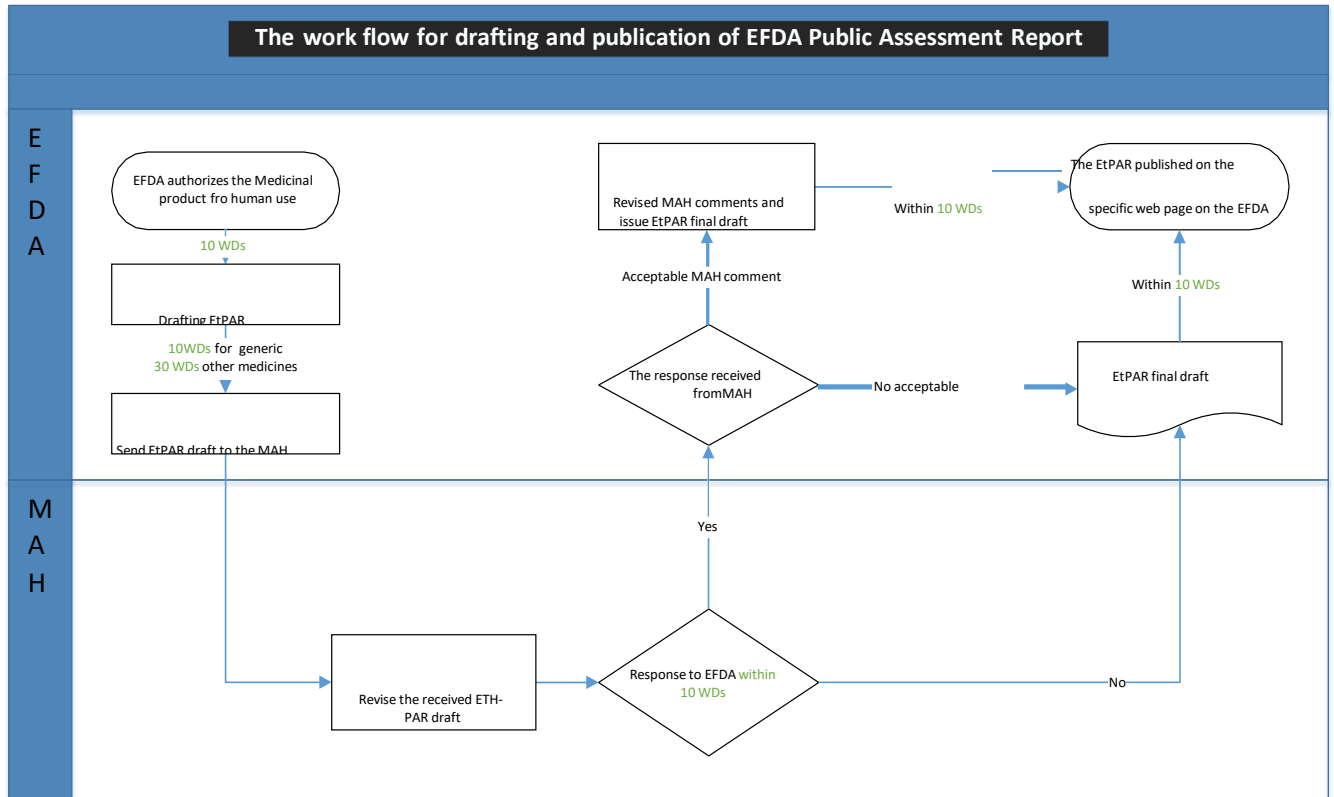 The work flow for drafting and publication of EFDA Public Assessment Report
E
F
D
A
EFDA authorizes the Medicinal
product fro human use
10 WDs
Drafting EtPAR
10WDs for generic
30 WDs other medicines
Send EtPAR draft to the MAH
Revised MAH comments and
issue EtPAR final draft
Within 10 WDs
The EtPAR published on the
specific web page on the EFDA
Acceptable MAH comment
Within 10 WDs
The response received
fromMAH
No acceptable
EtPAR final draft
M
A
H
Yes
Revise the received ETH-
PAR draft
Response to EFDA within
10 WDs
No